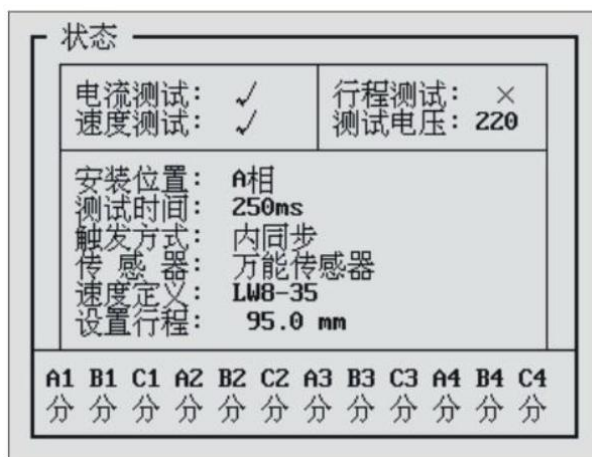 状态
电流测试: ✓ 行程测试: ×
速度测试: ✓ 测试电压: 220
安装位置: A相
测试时间: 250ms
触发方式: 内同步
传 感 器: 万能传感器
速度定义: LW8-35
设置行程: 95.0 mm
A1 B1 C1 A2 B2 C2 A3 B3 C3 A4 B4 C4
分 分 分 分 分 分 分 分 分 分 分 分